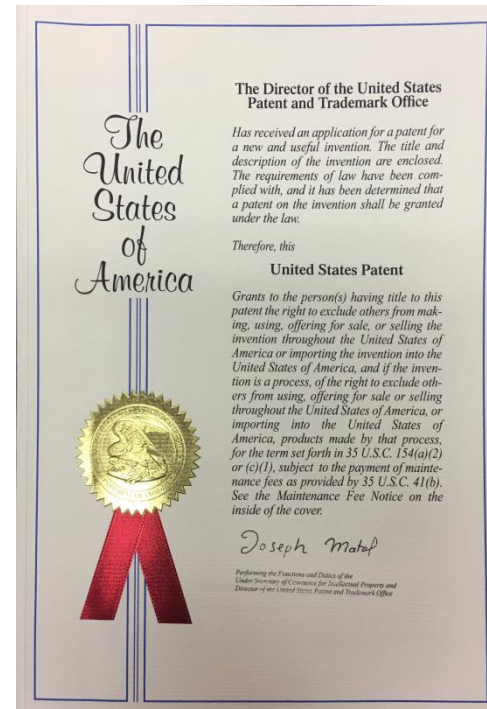 The
United
States
of
America
The Director of the United States
Patent and Trademark Office
Has received an application for a patent for
a new and useful invention. The title and
description of the invention are enclosed.
The requirements of law have been com-
plied with, and it has been determined that
a patent on the invention shall be granted
under the law.
Therefore, this
United States Patent
Grants to the person(s) having title to this
patent the right to exclude others from mak-
ing, using, offering for sale, or selling the
invention throughout the United States of
America or importing the invention into the
United States of America, and if the inven-
tion is a process, of the right to exclude oth-
ers from using, offering for sale or selling
throughout the United States of America, or
importing into the United States of
America, products made by that process,
for the term set forth in 35 U.S.C. 154(a)(2)
or (c)(1), subject to the payment of mainte-
nance fees as provided by 35 U.S.C. 41(b).
See the Maintenance Fee Notice on the
inside of the cover.
Joseph Matal
Performing the Functions and Duties of the
Under Secretary of Commerce for Intellectual Property and
Director of the United States Patent and Trademark Office